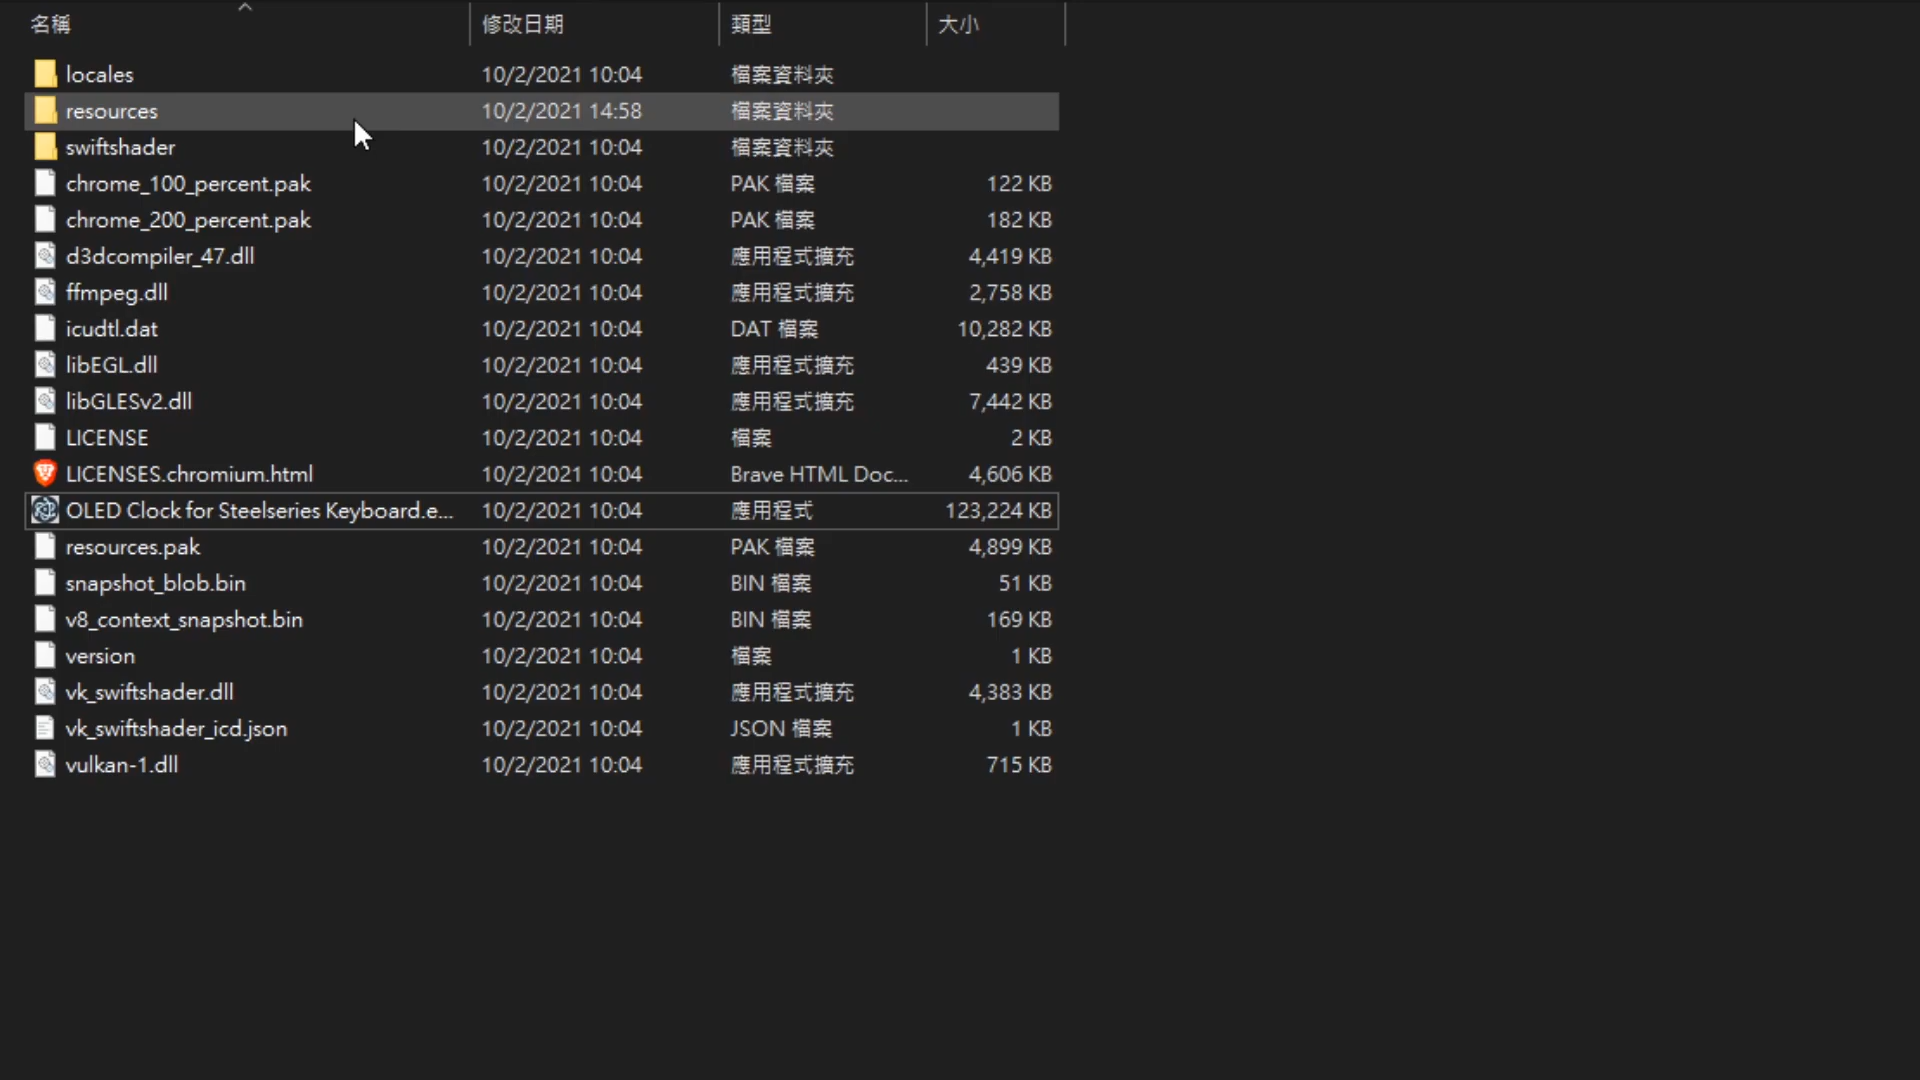 名稱 修改日期 類型 大小
locales 10/2/2021 10:04 檔案資料夾
resources 10/2/2021 14:58 檔案資料夾
swiftshader 10/2/2021 10:04 檔案資料夾
chrome_100_percent.pak 10/2/2021 10:04 PAK 檔案 122 KB
chrome_200_percent.pak 10/2/2021 10:04 PAK 檔案 182 KB
d3dcompiler_47.dll 10/2/2021 10:04 應用程式擴充 4,419 KB
ffmpeg.dll 10/2/2021 10:04 應用程式擴充 2,758 KB
icudtl.dat 10/2/2021 10:04 DAT 檔案 10,282 KB
libEGL.dll 10/2/2021 10:04 應用程式擴充 439 KB
libGLESv2.dll 10/2/2021 10:04 應用程式擴充 7,442 KB
LICENSE 10/2/2021 10:04 檔案 2 KB
LICENSES.chromium.html 10/2/2021 10:04 Brave HTML Doc... 4,606 KB
OLED Clock for Steelseries Keyboard.e... 10/2/2021 10:04 應用程式 123,224 KB
resources.pak 10/2/2021 10:04 PAK 檔案 4,899 KB
snapshot_blob.bin 10/2/2021 10:04 BIN 檔案 51 KB
v8_context_snapshot.bin 10/2/2021 10:04 BIN 檔案 169 KB
version 10/2/2021 10:04 檔案 1 KB
vk_swiftshader.dll 10/2/2021 10:04 應用程式擴充 4,383 KB
vk_swiftshader_icd.json 10/2/2021 10:04 JSON 檔案 1 KB
vulkan-1.dll 10/2/2021 10:04 應用程式擴充 715 KB